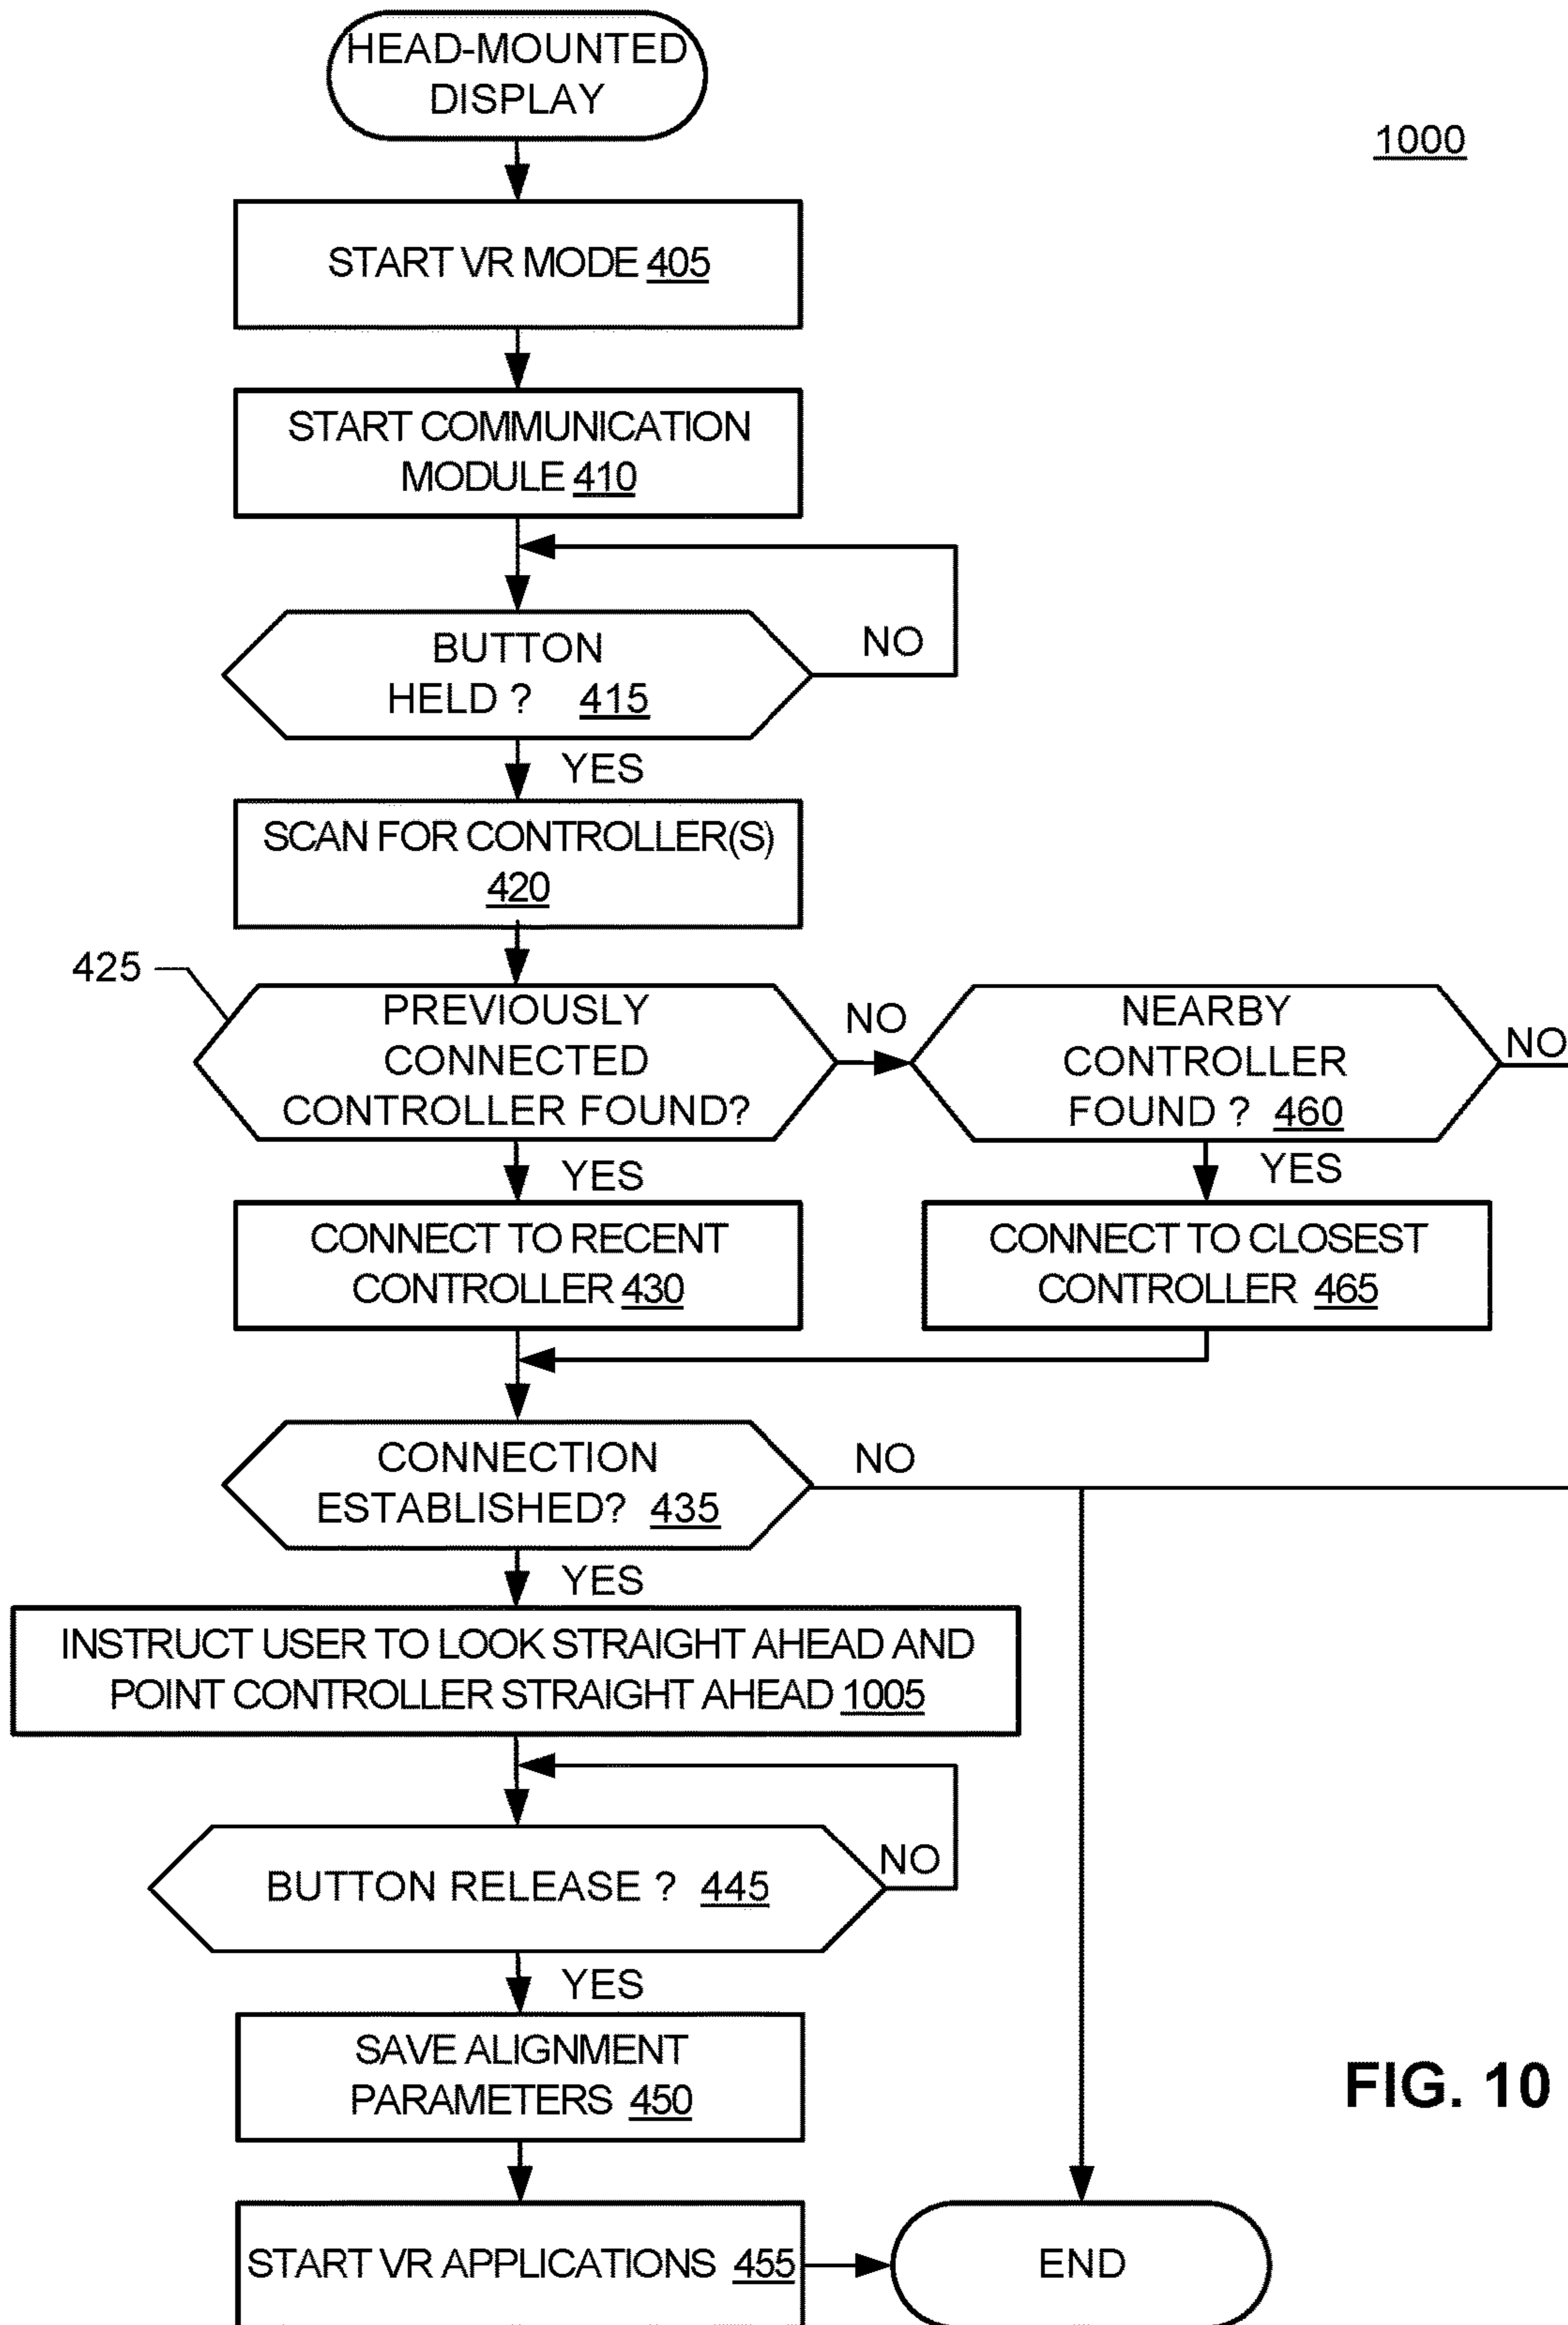 HEAD-MOUNTED
DISPLAY
1000
START VR MODE 405
START COMMUNICATION
MODULE 410
NO
BUTTON
HELD ? 415
YES
SCAN FOR CONTROLLER(S)
420
425
PREVIOUSLY
CONNECTED
CONTROLLER FOUND?
NO
NEARBY
CONTROLLER
FOUND ? 460
NO
YES
YES
CONNECT TO RECENT
CONTROLLER 430
CONNECT TO CLOSEST
CONTROLLER 465
CONNECTION
ESTABLISHED? 435
NO
YES
INSTRUCT USER TO LOOK STRAIGHT AHEAD AND
POINT CONTROLLER STRAIGHT AHEAD 1005
BUTTON RELEASE ? 445
NO
YES
SAVE ALIGNMENT
PARAMETERS 450
FIG. 10
START VR APPLICATIONS 455
END